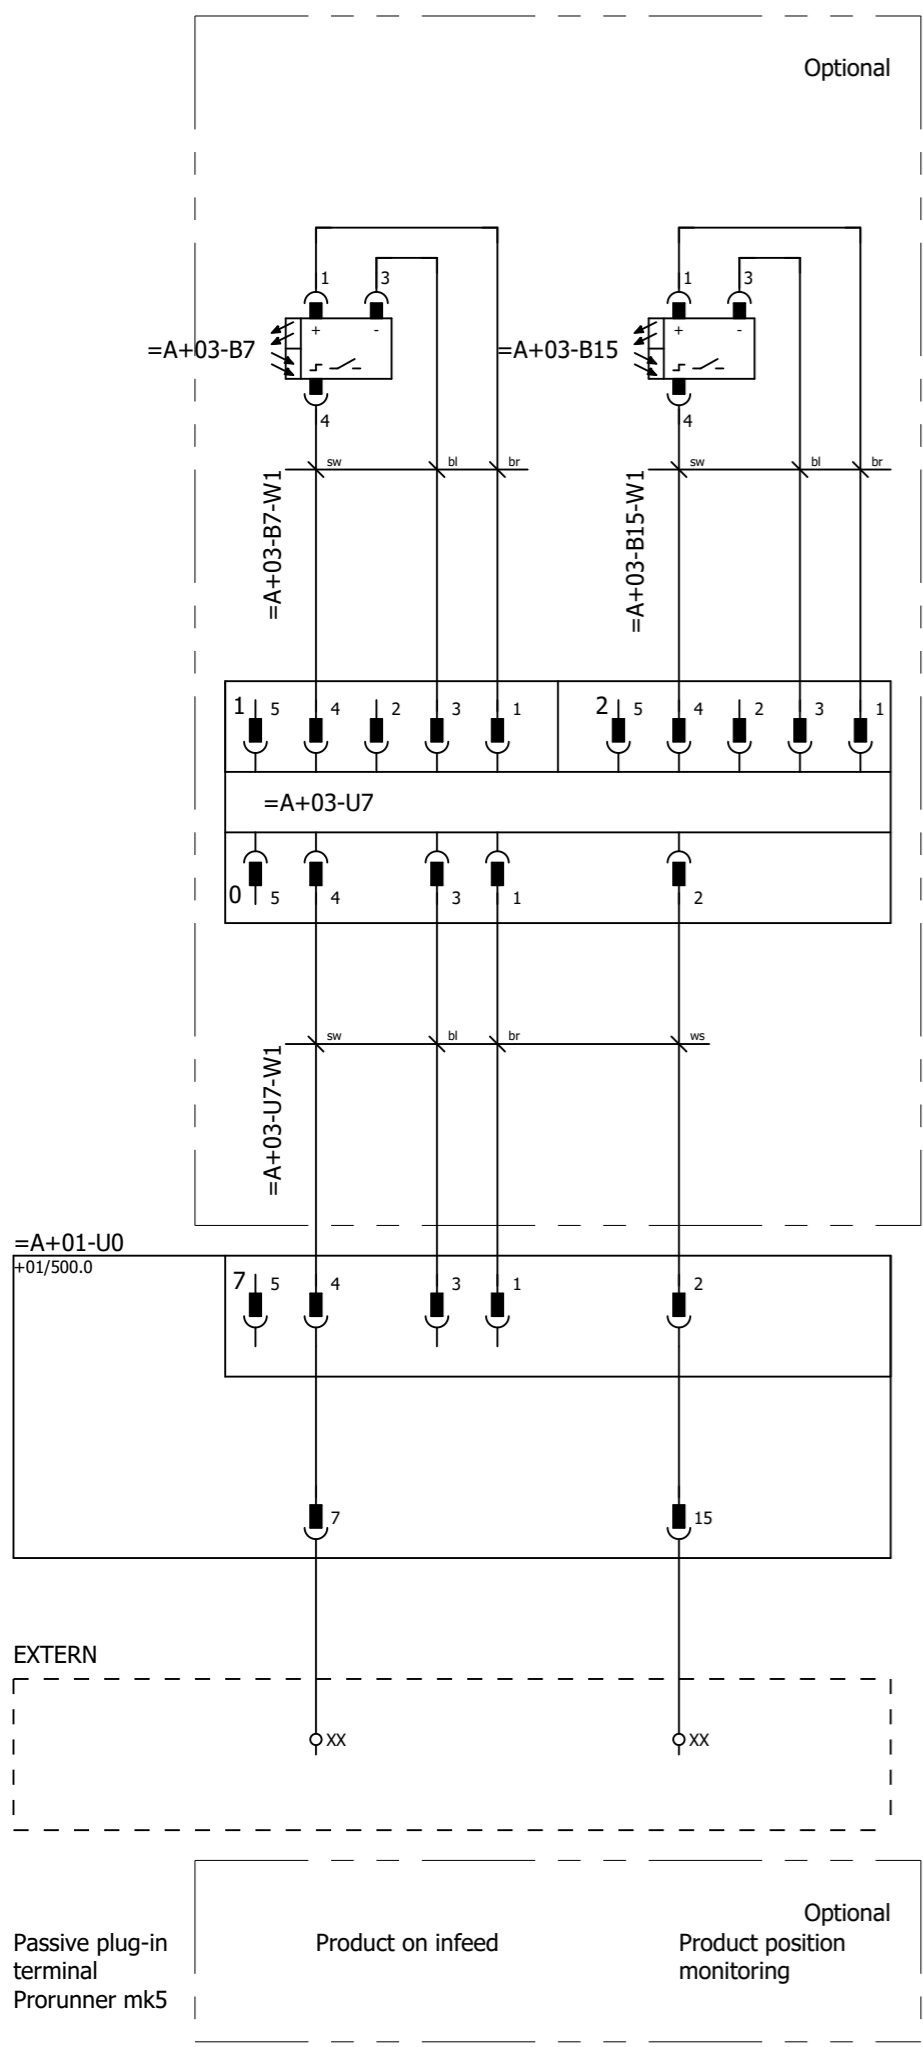 Optional
1 3 1 3
+ - + -
=A+03-B7 =A+03-B15
4 4
sw bl br sw bl br
=A+03-B7-W1 =A+03-B15-W1
1 5 4 2 3 1 2 5 4 2 3 1
=A+03-U7
0 5 4 3 1 2
sw bl br ws
=A+03-U7-W1
=A+01-U0
+01/500.0
7 5 4 3 1 2
7 15
EXTERN
XX XX
Optional
Passive plug-in
terminal
Prorunner mk5
Product on infeed
Product position
monitoring